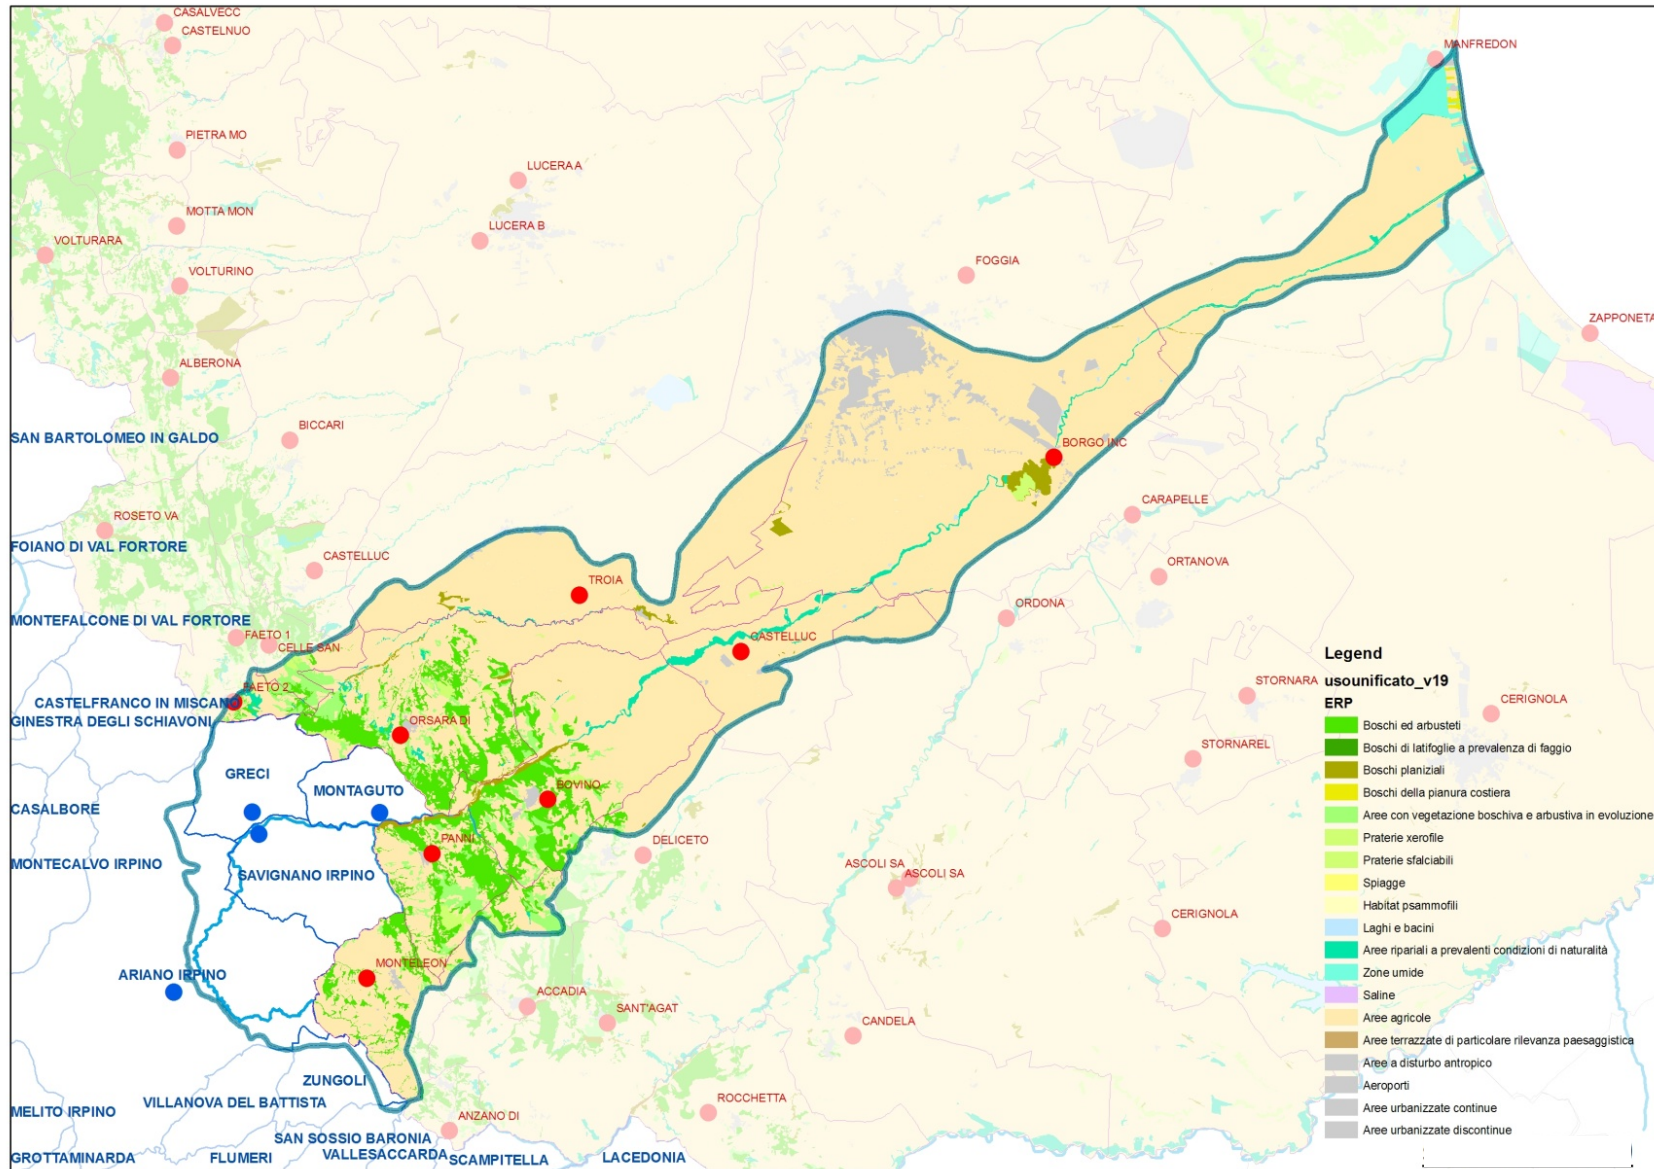 CASALVECC
CASTELNUO
MANFREDON
PIETRA MO
LUCERA A
MOTTA MON
LUCERA B
VOLTURARA
VOLTURINO
FOGGIA
ZAPPONETA
ALBERONA
BICCARI
SAN BARTOLOMEO IN GALDO
BORGO INC
CARAPELLE
ROSETO VA
FOIANO DI VAL FORTORE
CASTELLUC
TROIA
ORTANOVA
ORDONA
MONTEFALCONE DI VAL FORTORE
FAETO 1
CELLE SAN
CASTELLUC
FAETO 2
CASTELFRANCO IN MISCANO
GINESTRA DEGLI SCHIAVONI
ORSARA DI
STORNARA
CERIGNOLA
STORNAREL
GRECI
MONTAGUTO
BOVINO
CASALBORE
PANNI
DELICETO
MONTECALVO IRPINO
SAVIGNANO IRPINO
ASCOLI SA
ASCOLI SA
CERIGNOLA
ARIANO IRPINO
MONTELEON
ACCADIA
SANT'AGAT
CANDELA
ZUNGOLI
VILLANOVA DEL BATTISTA
MELITO IRPINO
ROCCHETTA
ANZANO DI
SAN SOSSIO BARONIA
VALLESACCARDA
SCAMPITELLA
LACEDONIA
GROTTAMINARDA
FLUMERI
Legend
usounificato_v19
ERP
Boschi ed arbusteti
Boschi di latifoglie a prevalenza di faggio
Boschi planiziali
Boschi della pianura costiera
Aree con vegetazione boschiva e arbustiva in evoluzione
Praterie xerofile
Praterie sfalciabili
Spiagge
Habitat psammofili
Laghi e bacini
Aree ripariali a prevalenti condizioni di naturalità
Zone umide
Saline
Aree agricole
Aree terrazzate di particolare rilevanza paesaggistica
Aree a disturbo antropico
Aeroporti
Aree urbanizzate continue
Aree urbanizzate discontinue